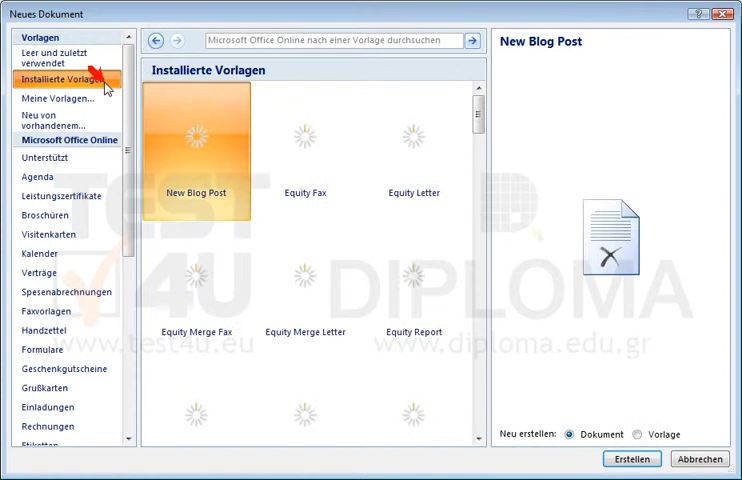 Neues Dokument
Vorlagen
Leer und zuletzt
verwendet
Installierte Vorlagen
Meine Vorlagen...
Neu von
vorhandenem...
Microsoft Office Online
Unterstützt
Agenda
Leistungszertifikate
Broschüren
Visitenkarten
Kalender
Verträge
Spesenabrechnungen
Faxvorlagen
Handzettel
Formulare
Geschenkgutscheine
Grußkarten
Einladungen
Rechnungen
Etiketten
Microsoft Office Online nach einer Vorlage durchsuchen
Installierte Vorlagen
New Blog Post
Equity Fax
Equity Letter
Equity Merge Fax
Equity Merge Letter
Equity Report
New Blog Post
Neu erstellen: Dokument Vorlage
Erstellen
Abbrechen
TEST
4U
DIPLOMA
www.test4u.eu
www.diploma.edu.gr